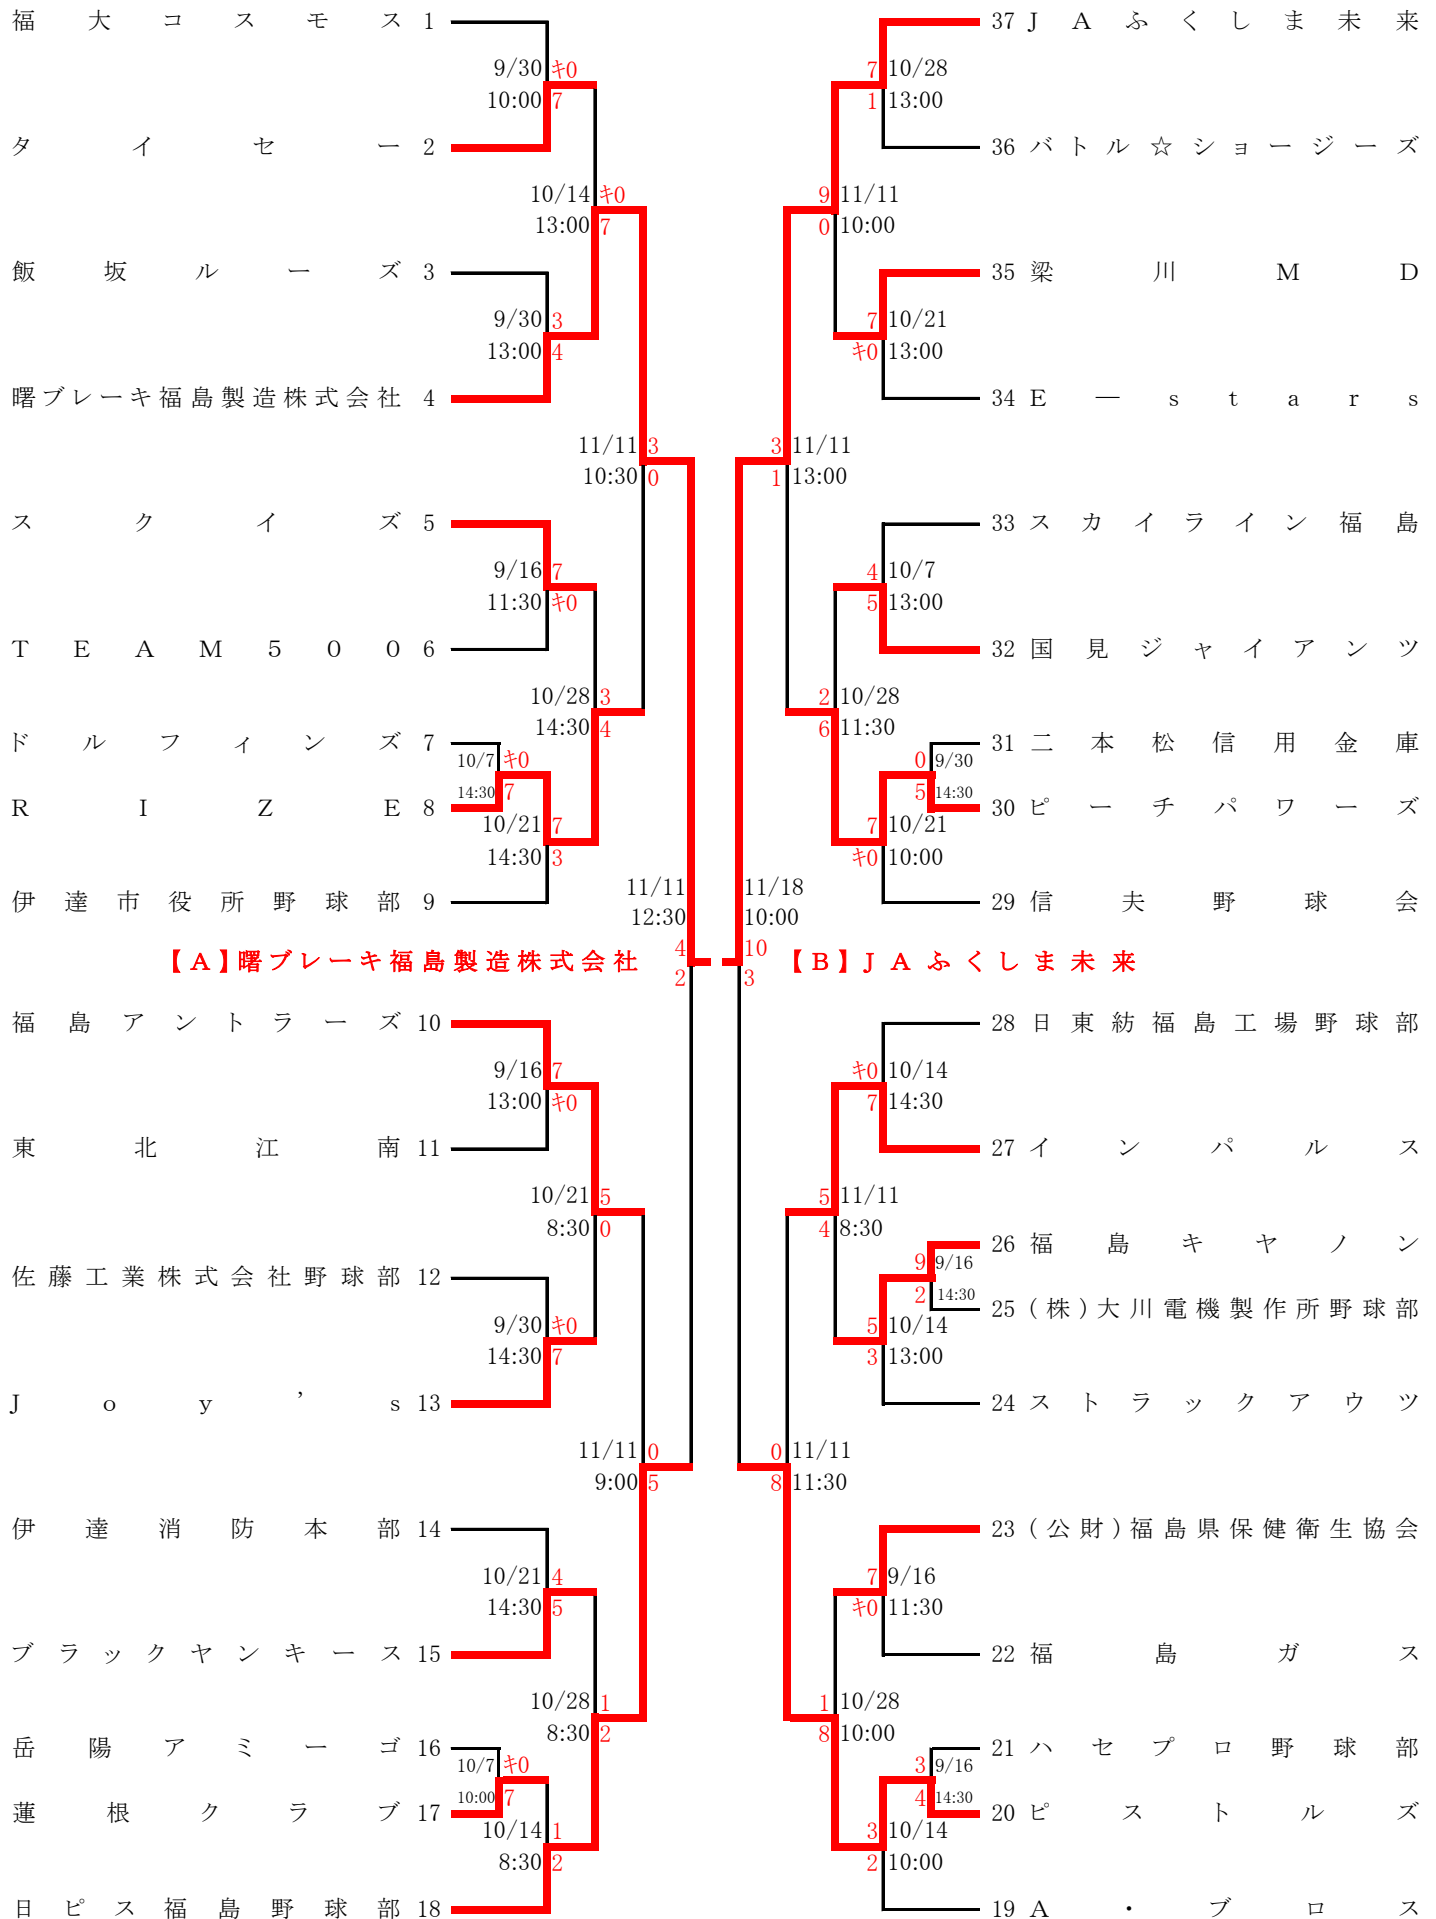 福大コスモス 1
9/30 ｷ0
10:00 7
タイセー 2
10/14 ｷ0
13:00 7
飯坂ルーズ 3
9/30 3
13:00 4
曙ブレーキ福島製造株式会社 4
11/11 3
10:30 0
スクイズ 5
9/16 7
11:30 ｷ0
TEAM500 6
10/28 3
14:30 4
ドルフィンズ 7
10/7 ｷ0
14:30 7
RIZE 8
10/21 7
14:30 3
伊達市役所野球部 9
11/11
12:30
4
2
【A】曙ブレーキ福島製造株式会社
福島アントラーズ 10
9/16 7
13:00 ｷ0
東北江南 11
10/21 5
8:30 0
佐藤工業株式会社野球部 12
9/30 ｷ0
14:30 7
Joy’s 13
11/11 0
9:00 5
伊達消防本部 14
10/21 4
14:30 5
ブラックヤンキース 15
10/28 1
8:30 2
岳陽アミーゴ 16
10/7 ｷ0
10:00 7
蓮根クラブ 17
10/14 1
8:30 2
日ピス福島野球部 18
37 JAふくしま未来
7 10/28
1 13:00
36 バトル☆ショージーズ
9 11/11
0 10:00
35 梁川MD
7 10/21
ｷ0 13:00
34 E―stars
3 11/11
1 13:00
33 スカイライン福島
4 10/7
5 13:00
32 国見ジャイアンツ
2 10/28
6 11:30
31 二本松信用金庫
0 9/30
5 14:30
30 ピーチパワーズ
7 10/21
ｷ0 10:00
29 信夫野球会
11/18
10:00
10
3
【B】JAふくしま未来
28 日東紡福島工場野球部
ｷ0 10/14
7 14:30
27 インパルス
5 11/11
4 8:30
26 福島キヤノン
9 9/16
2 14:30
25 (株)大川電機製作所野球部
5 10/14
3 13:00
24 ストラックアウツ
0 11/11
8 11:30
23 (公財)福島県保健衛生協会
7 9/16
ｷ0 11:30
22 福島ガス
1 10/28
8 10:00
21 ハセプロ野球部
3 9/16
4 14:30
20 ピストルズ
3 10/14
2 10:00
19 A・ブロス